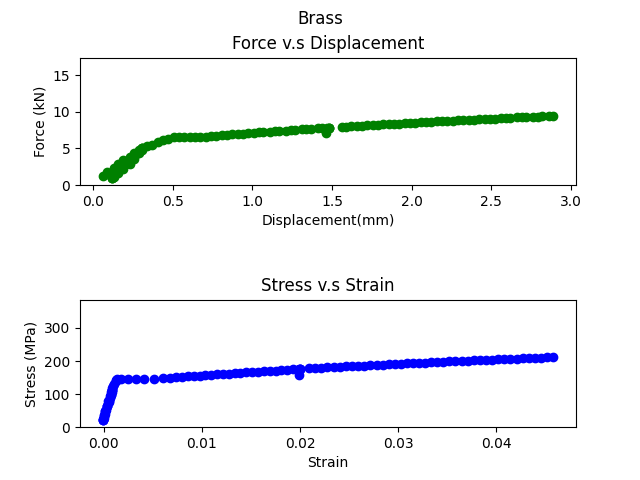 Brass
Force v.s Displacement
15
10
5
0
Force (kN)
0.0 0.5 1.0 1.5 2.0 2.5 3.0
Displacement(mm)
Stress v.s Strain
300
200
100
0
Stress (MPa)
0.00 0.01 0.02 0.03 0.04
Strain